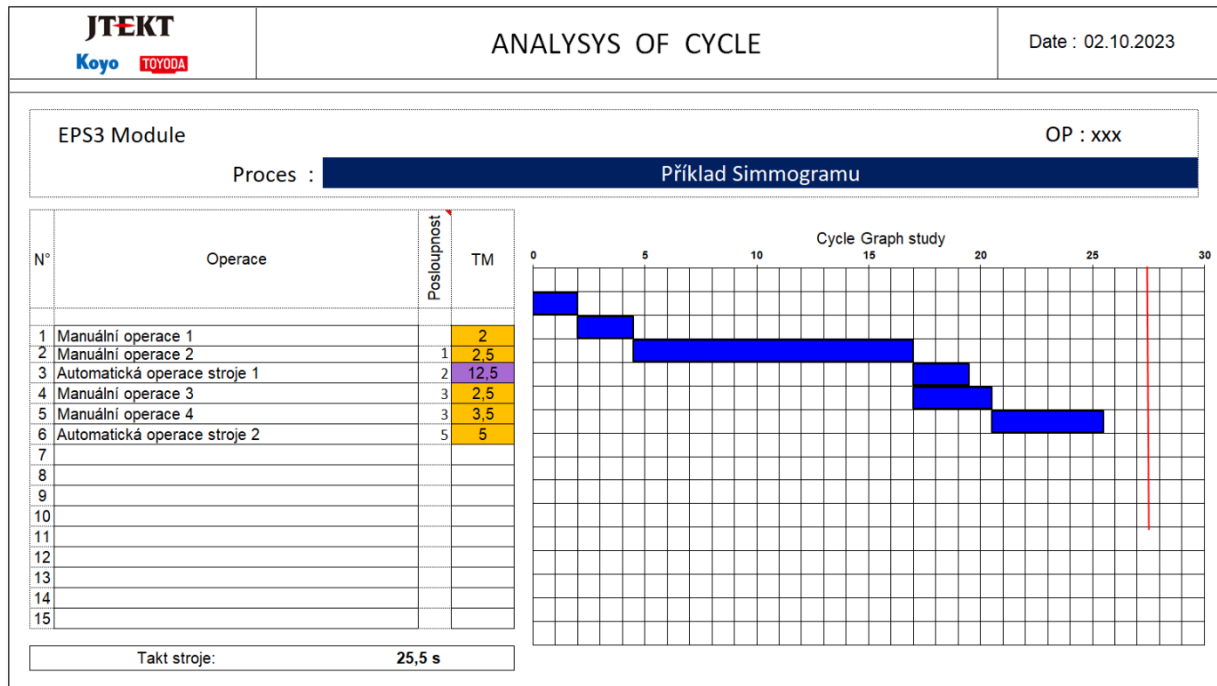 JTEKT
Koyo TOYODA
ANALYSYS OF CYCLE
Date : 02.10.2023
EPS3 Module
OP : xxx
Proces :
Příklad Simmogramu
N° Operace Posloupnost TM
1 Manuální operace 1 2
2 Manuální operace 2 1 2,5
3 Automatická operace stroje 1 2 12,5
4 Manuální operace 3 3 2,5
5 Manuální operace 4 3 3,5
6 Automatická operace stroje 2 5 5
7
8
9
10
11
12
13
14
15
Takt stroje: 25,5 s
Cycle Graph study
0 5 10 15 20 25 30